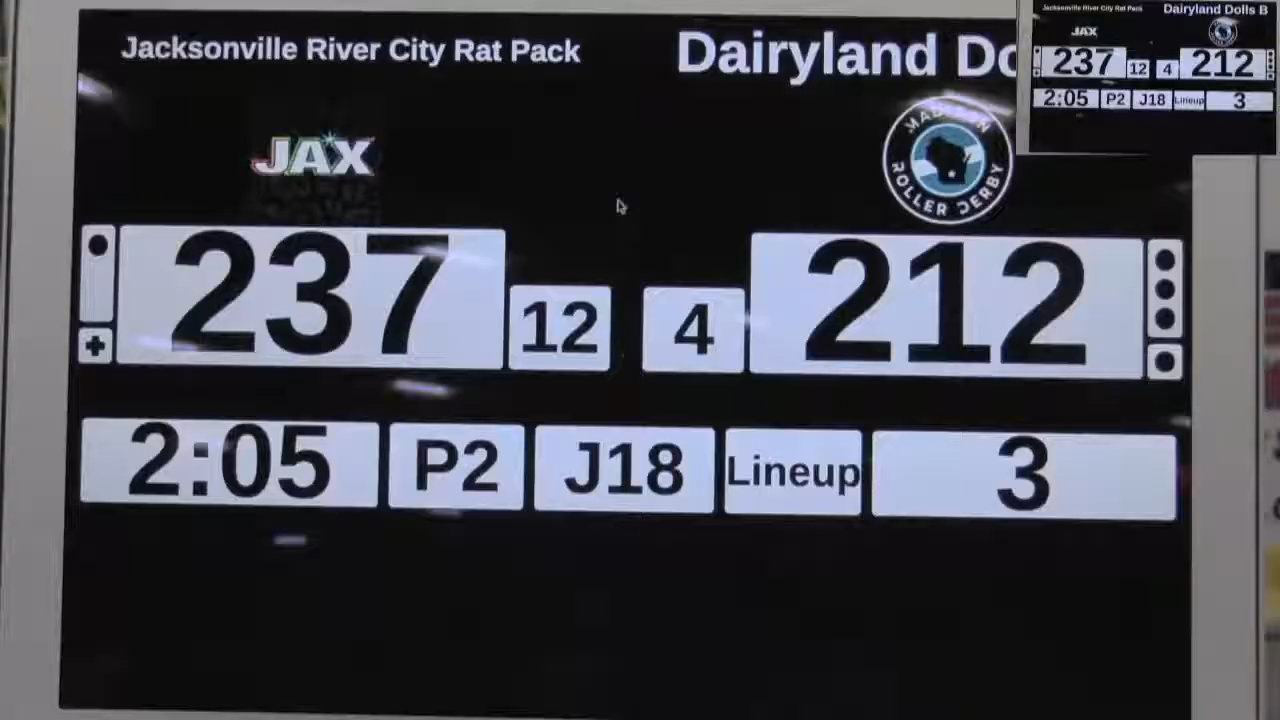 Jacksonville River City Rat Pack
Dairyland Do
JAX
MADISON
ROLLER DERBY
237
12
4
212
2:05
P2
J18
Lineup
3
Jacksonville River City Rat Pack
Dairyland Dolls B
JAX
237
12
4
212
2:05
P2
J18
Lineup
3